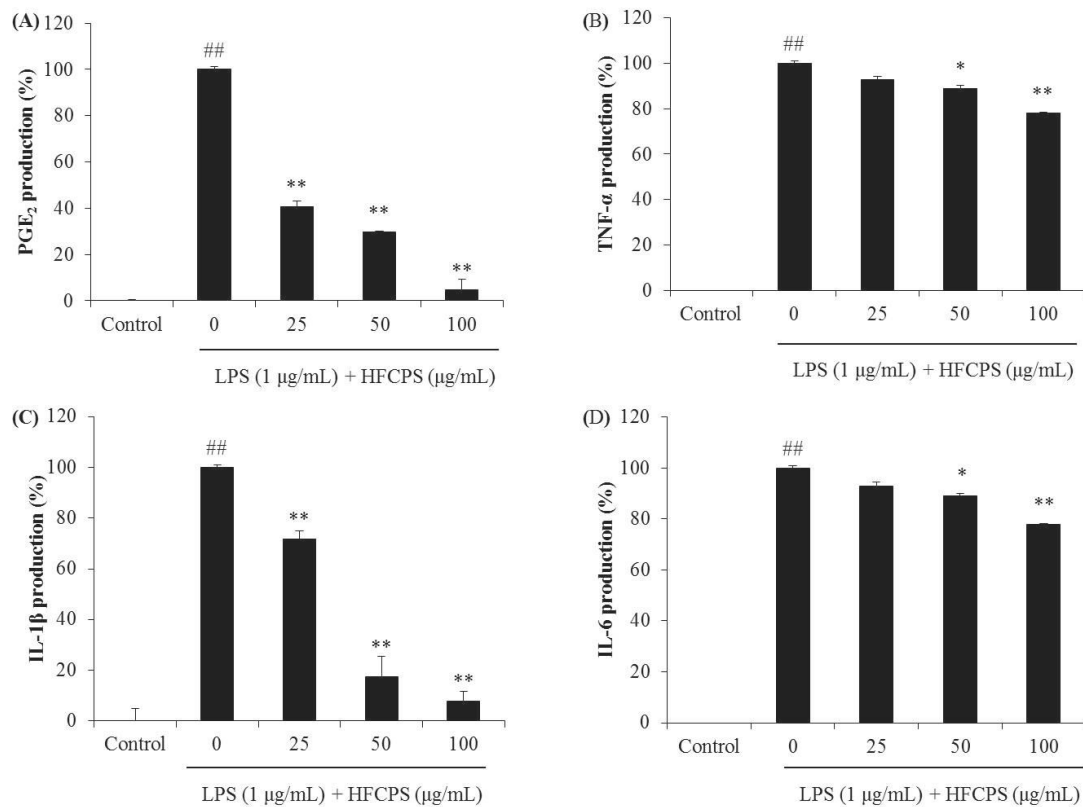 (A)
PGE₂ production (%)
120
100
80
60
40
20
0
##
**
**
**
Control 0 25 50 100
LPS (1 μg/mL) + HFCPS (μg/mL)
(B)
TNF-α production (%)
120
100
80
60
40
20
0
##
*
**
Control 0 25 50 100
LPS (1 μg/mL) + HFCPS (μg/mL)
(C)
IL-1β production (%)
120
100
80
60
40
20
0
##
**
**
**
Control 0 25 50 100
LPS (1 μg/mL) + HFCPS (μg/mL)
(D)
IL-6 production (%)
120
100
80
60
40
20
0
##
*
**
Control 0 25 50 100
LPS (1 μg/mL) + HFCPS (μg/mL)